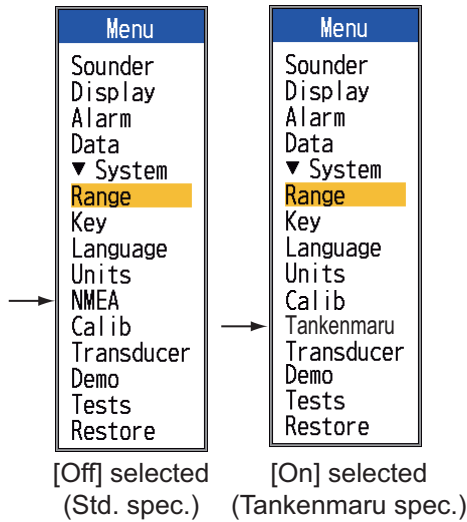 Menu
Sounder
Display
Alarm
Data
▼ System
Range
Key
Language
Units
NMEA
Calib
Transducer
Demo
Tests
Restore
[Off] selected
(Std. spec.)
Menu
Sounder
Display
Alarm
Data
▼ System
Range
Key
Language
Units
Calib
Tankenmaru
Transducer
Demo
Tests
Restore
[On] selected
(Tankenmaru spec.)